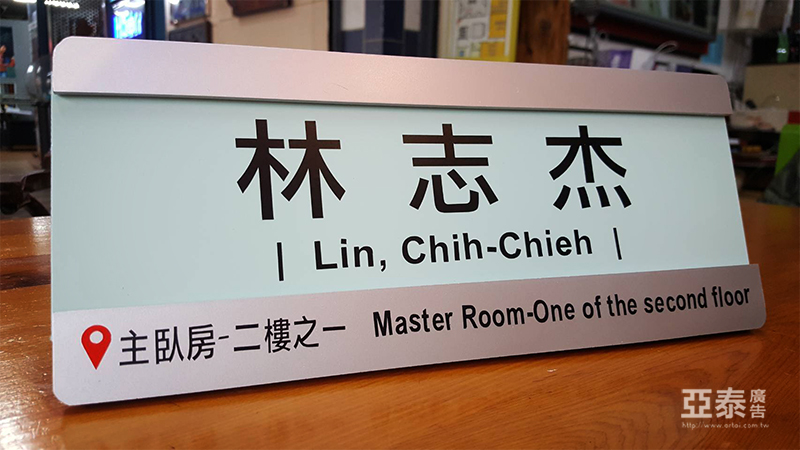 林志杰
| Lin, Chih-Chieh |
主臥房-二樓之一 Master Room-One of the second floor
亞泰廣告
http://www.artai.com.tw